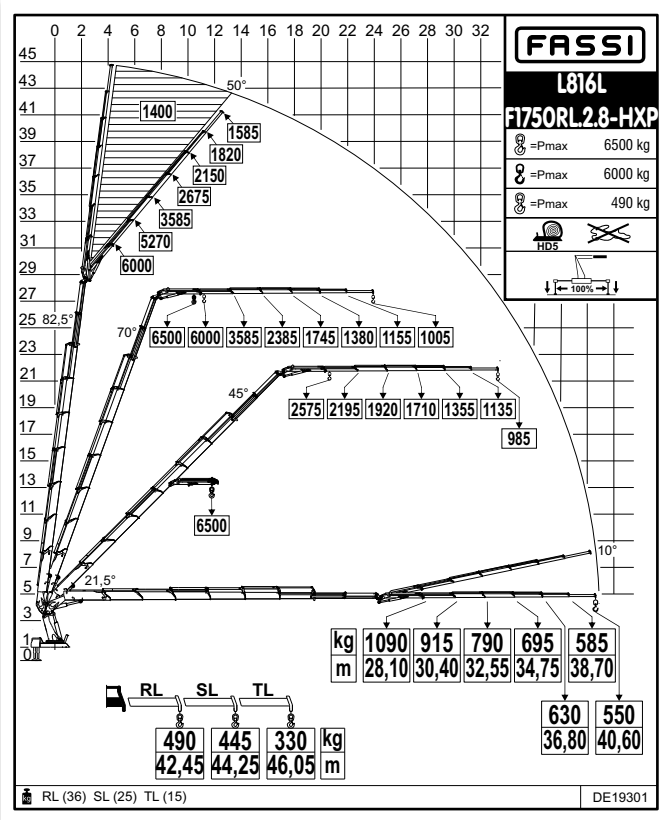 0 2 4 6 8 10 12 14 16 18 20 22 24 26 28 30 32
FASSI
L816L
F1750RL.2.8-HXP
=Pmax 6500 kg
=Pmax 6000 kg
=Pmax 490 kg
HD5
100%
45
43
41
39
37
35
33
31
29
27
25
23
21
19
17
15
13
11
9
7
5
3
1
0
50°
1400
1585
1820
2150
2675
3585
5270
6000
82,5°
70°
6500 6000 3585 2385 1745 1380 1155 1005
45°
2575 2195 1920 1710 1355 1135
985
6500
21,5°
10°
kg 1090 915 790 695 585
m 28,10 30,40 32,55 34,75 38,70
630 550
36,80 40,60
RL SL TL
490 445 330 kg
42,45 44,25 46,05 m
KG RL (36) SL (25) TL (15)
DE19301